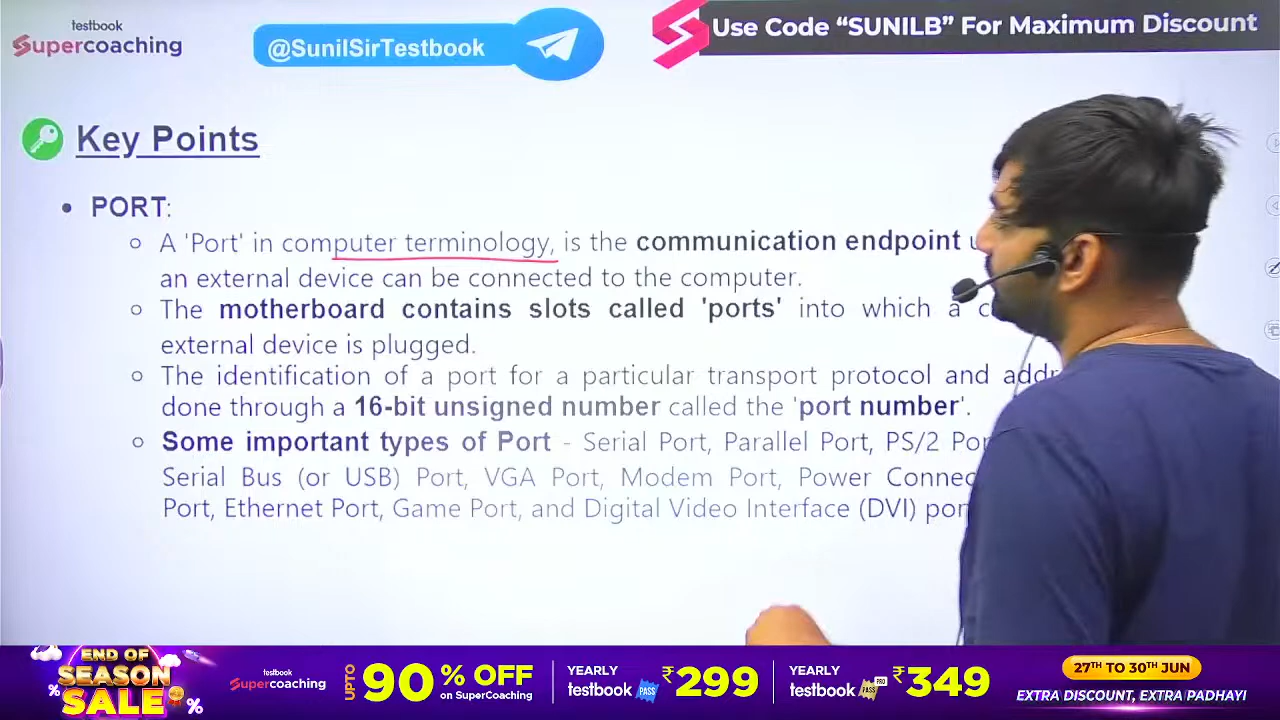 testbook
Supercoaching
@SunilSirTestbook
Use Code “SUNILB” For Maximum Discount
Key Points
• PORT:
A 'Port' in computer terminology, is the communication endpoint
an external device can be connected to the computer.
The motherboard contains slots called 'ports' into which a
external device is plugged.
The identification of a port for a particular transport protocol and
done through a 16-bit unsigned number called the 'port number'.
Some important types of Port - Serial Port, Parallel Port, PS/2
Serial Bus (or USB) Port, VGA Port, Modem Port, Power
Port, Ethernet Port, Game Port, and Digital Video Interface (DVI)
END OF
SEASON
SALE
%
%
testbook
Supercoaching
UPTO
90% OFF
on SuperCoaching
YEARLY
testbook PASS
₹299
YEARLY
testbook PASS PRO
₹349
27TH TO 30TH JUN
EXTRA DISCOUNT, EXTRA PADHAYI